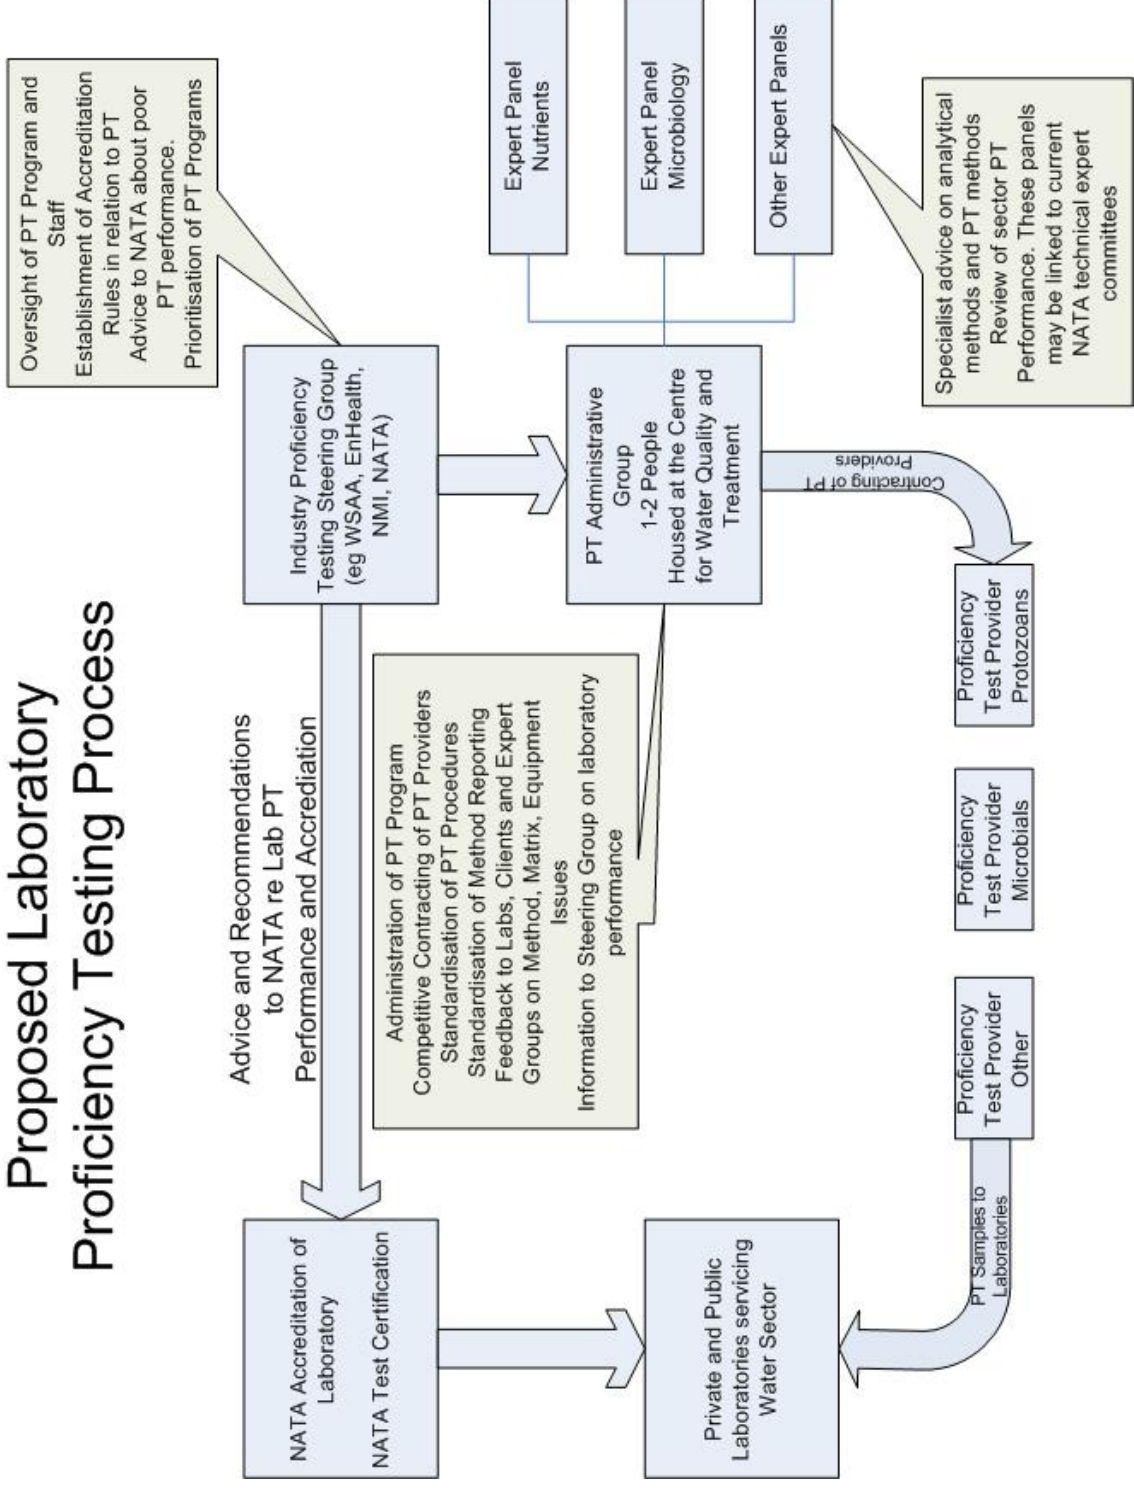 Proposed Laboratory
Proficiency Testing Process
NATA Accreditation of
Laboratory
NATA Test Certification
Advice and Recommendations
to NATA re Lab PT
Performance and Accrediation
Industry Proficiency
Testing Steering Group
(eg WSAA, EnHealth,
NMI, NATA)
Oversight of PT Program and
Staff
Establishment of Accreditation
Rules in relation to PT
Advice to NATA about poor
PT performance.
Prioritisation of PT Programs
Administration of PT Program
Competitive Contracting of PT Providers
Standardisation of PT Procedures
Standardisation of Method Reporting
Feedback to Labs, Clients and Expert
Groups on Method, Matrix, Equipment
Issues
Information to Steering Group on laboratory
performance
PT Administrative
Group
1-2 People
Housed at the Centre
for Water Quality and
Treatment
Expert Panel
Nutrients
Expert Panel
Microbiology
Other Expert Panels
Specialist advice on analytical
methods and PT methods
Review of sector PT
Performance. These panels
may be linked to current
NATA technical expert
committees
Private and Public
Laboratories servicing
Water Sector
PT Samples to
Laboratories
Proficiency
Test Provider
Other
Proficiency
Test Provider
Microbials
Proficiency
Test Provider
Protozoans
Contracting of PT
Providers